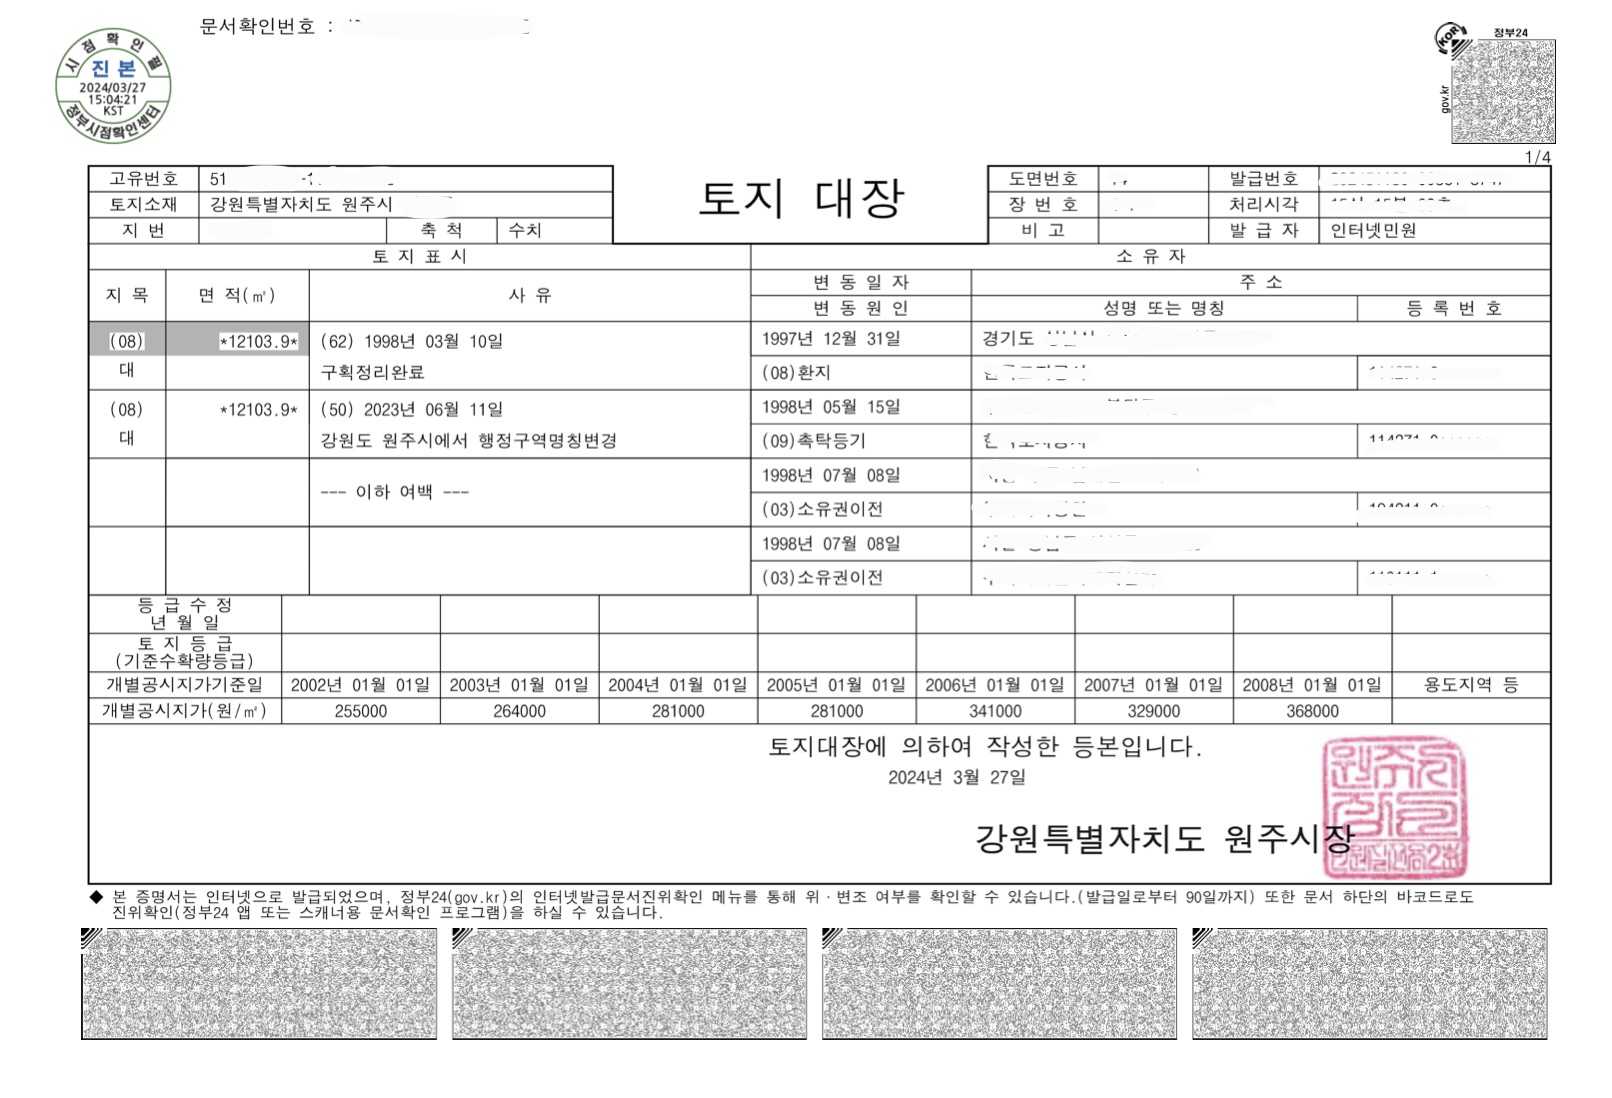 문서확인번호 :
시점확인필
진본
2024/03/27
15:04:21
KST
정부시점확인센터
KOR
정부24
gov.kr
1/4
고유번호 51
토지소재 강원특별자치도 원주시
지 번 축 척 수치
토지 대장
도면번호 발급번호
장 번 호 처리시각
비 고 발 급 자 인터넷민원
토 지 표 시 소 유 자
지 목 면 적(㎡) 사 유
변 동 일 자 주 소
변 동 원 인 성명 또는 명칭 등 록 번 호
(08) *12103.9* (62) 1998년 03월 10일
대 구획정리완료
1997년 12월 31일 경기도
(08)환지
(08) *12103.9* (50) 2023년 06월 11일
대 강원도 원주시에서 행정구역명칭변경
1998년 05월 15일
(09)촉탁등기
--- 이하 여백 ---
1998년 07월 08일
(03)소유권이전
1998년 07월 08일
(03)소유권이전
등 급 수 정
년 월 일
토 지 등 급
(기준수확량등급)
개별공시지가기준일 2002년 01월 01일 2003년 01월 01일 2004년 01월 01일 2005년 01월 01일 2006년 01월 01일 2007년 01월 01일 2008년 01월 01일 용도지역 등
개별공시지가(원/㎡) 255000 264000 281000 281000 341000 329000 368000
토지대장에 의하여 작성한 등본입니다.
2024년 3월 27일
강원특별자치도 원주시장
◆ 본 증명서는 인터넷으로 발급되었으며, 정부24(gov.kr)의 인터넷발급문서진위확인 메뉴를 통해 위·변조 여부를 확인할 수 있습니다.(발급일로부터 90일까지) 또한 문서 하단의 바코드로도
진위확인(정부24 앱 또는 스캐너용 문서확인 프로그램)을 하실 수 있습니다.